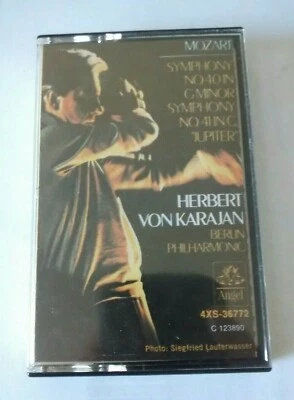 MOZART
SYMPHONY
NO.40 IN
G MINOR
SYMPHONY
NO.41 IN C,
"JUPITER"
HERBERT
VON KARAJAN
BERLIN
PHILHARMONIC
Angel
4XS-36772
C 123890
Photo: Siegfried Lauterwasser